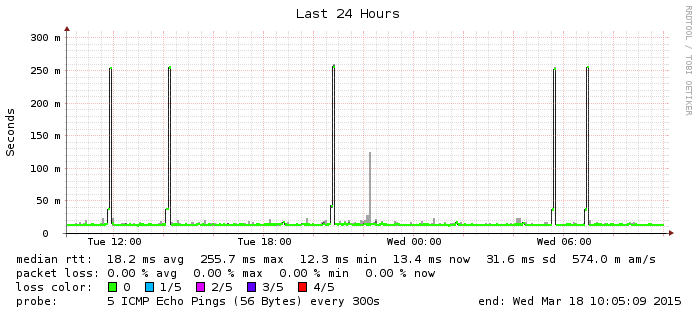 Last 24 Hours
RRDTOOL / TOBI OETIKER
Seconds
300 m
250 m
200 m
150 m
100 m
50 m
0
Tue 12:00 Tue 18:00 Wed 00:00 Wed 06:00
median rtt: 18.2 ms avg 255.7 ms max 12.3 ms min 13.4 ms now 31.6 ms sd 574.0 m am/s
packet loss: 0.00 % avg 0.00 % max 0.00 % min 0.00 % now
loss color: 0 1/5 2/5 3/5 4/5
probe: 5 ICMP Echo Pings (56 Bytes) every 300s end: Wed Mar 18 10:05:09 2015